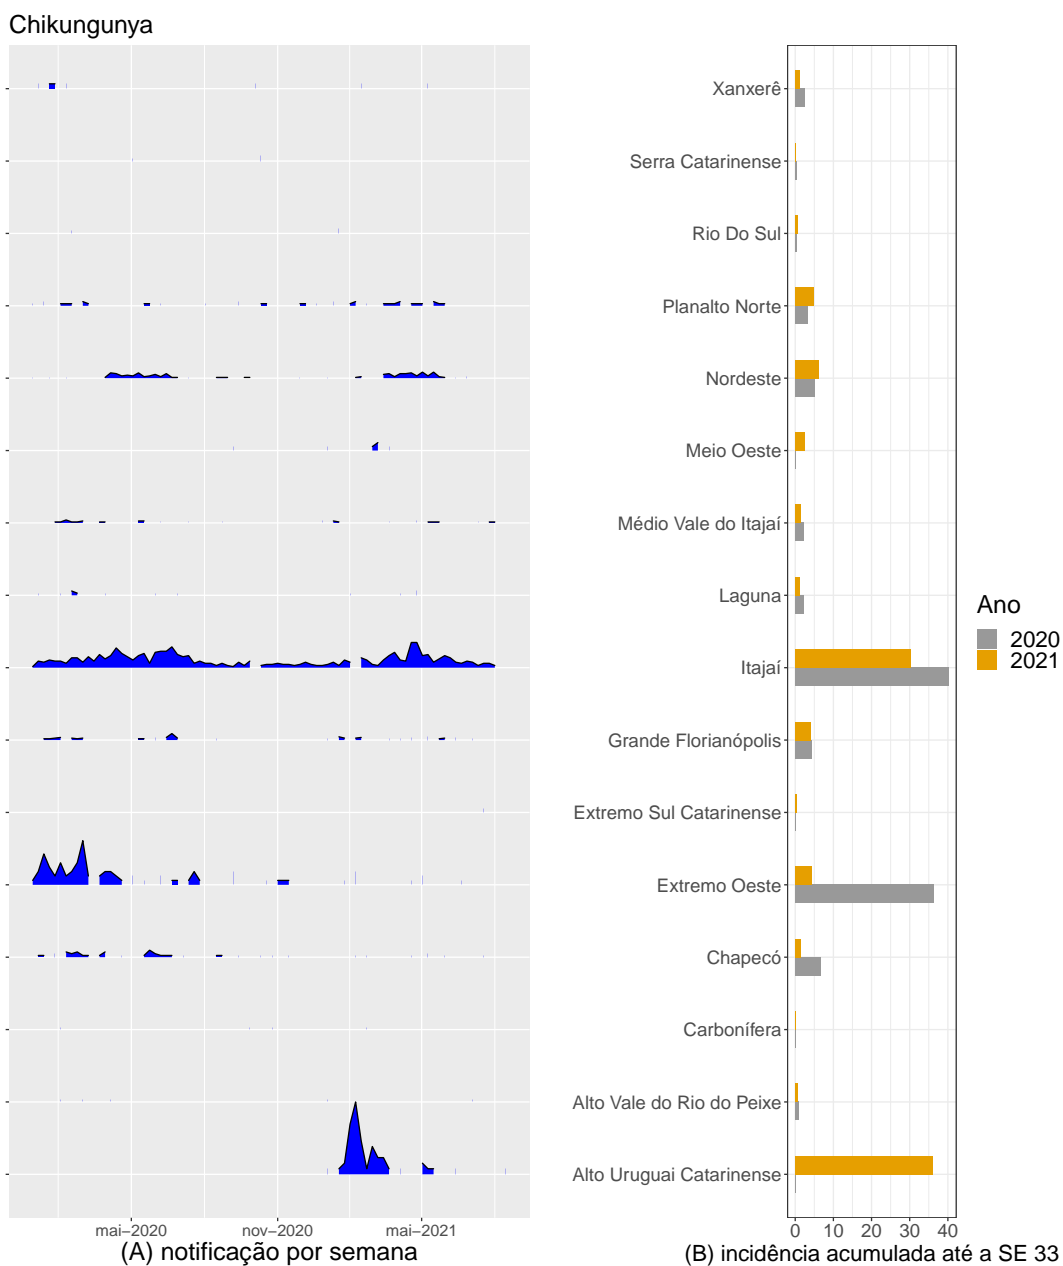 Chikungunya
Xanxerê
Serra Catarinense
Rio Do Sul
Planalto Norte
Nordeste
Meio Oeste
Médio Vale do Itajaí
Laguna
Itajaí
Grande Florianópolis
Extremo Sul Catarinense
Extremo Oeste
Chapecó
Carbonífera
Alto Vale do Rio do Peixe
Alto Uruguai Catarinense
Ano
2020
2021
mai–2020 nov–2020 mai–2021
(A) notificação por semana
0 10 20 30 40
(B) incidência acumulada até a SE 33